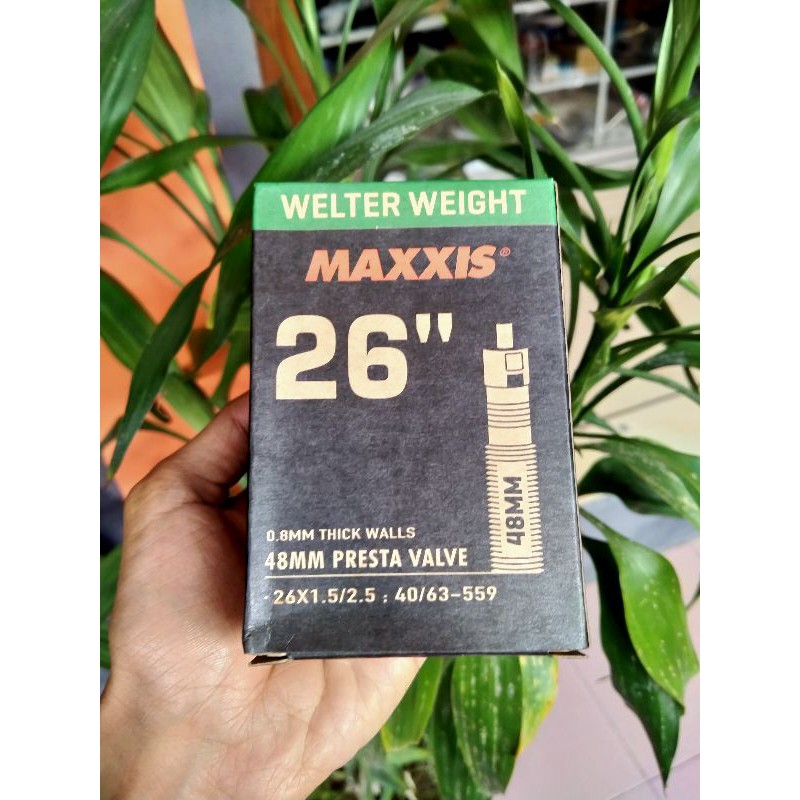 WELTER WEIGHT
MAXXIS®
26"
48MM
0.8MM THICK WALLS
48MM PRESTA VALVE
26X1.5/2.5 ; 40/63-559